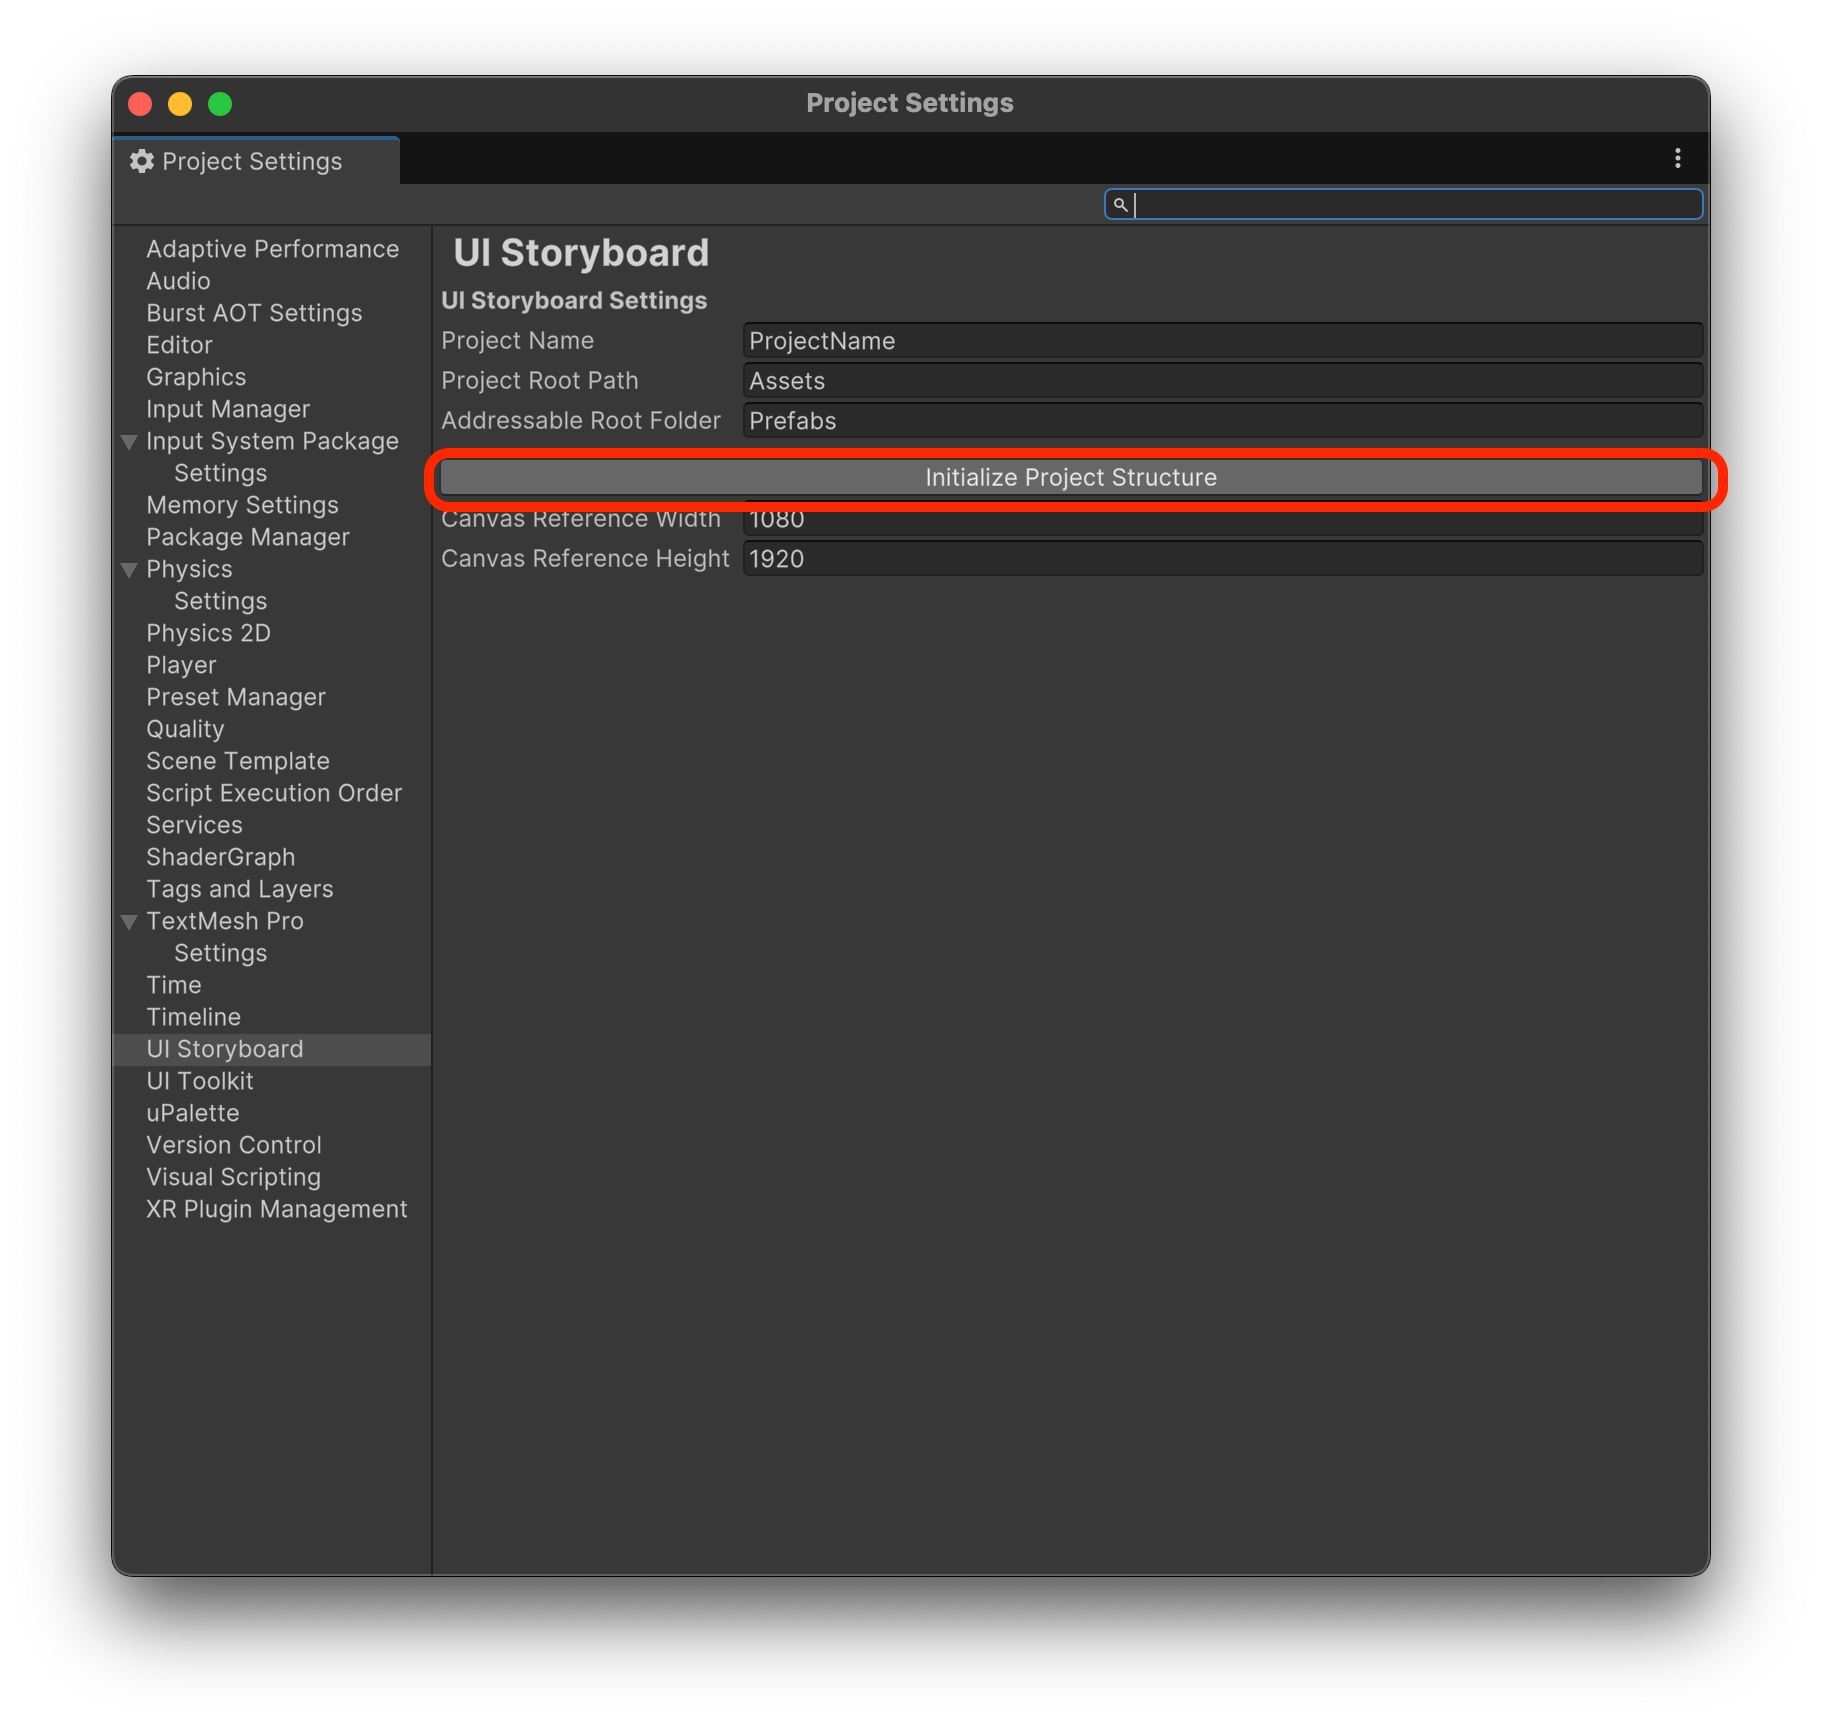 Project Settings
Project Settings
Adaptive Performance
Audio
Burst AOT Settings
Editor
Graphics
Input Manager
Input System Package
Settings
Memory Settings
Package Manager
Physics
Settings
Physics 2D
Player
Preset Manager
Quality
Scene Template
Script Execution Order
Services
ShaderGraph
Tags and Layers
TextMesh Pro
Settings
Time
Timeline
UI Storyboard
UI Toolkit
uPalette
Version Control
Visual Scripting
XR Plugin Management
UI Storyboard
UI Storyboard Settings
Project Name ProjectName
Project Root Path Assets
Addressable Root Folder Prefabs
Initialize Project Structure
Canvas Reference Width 1080
Canvas Reference Height 1920